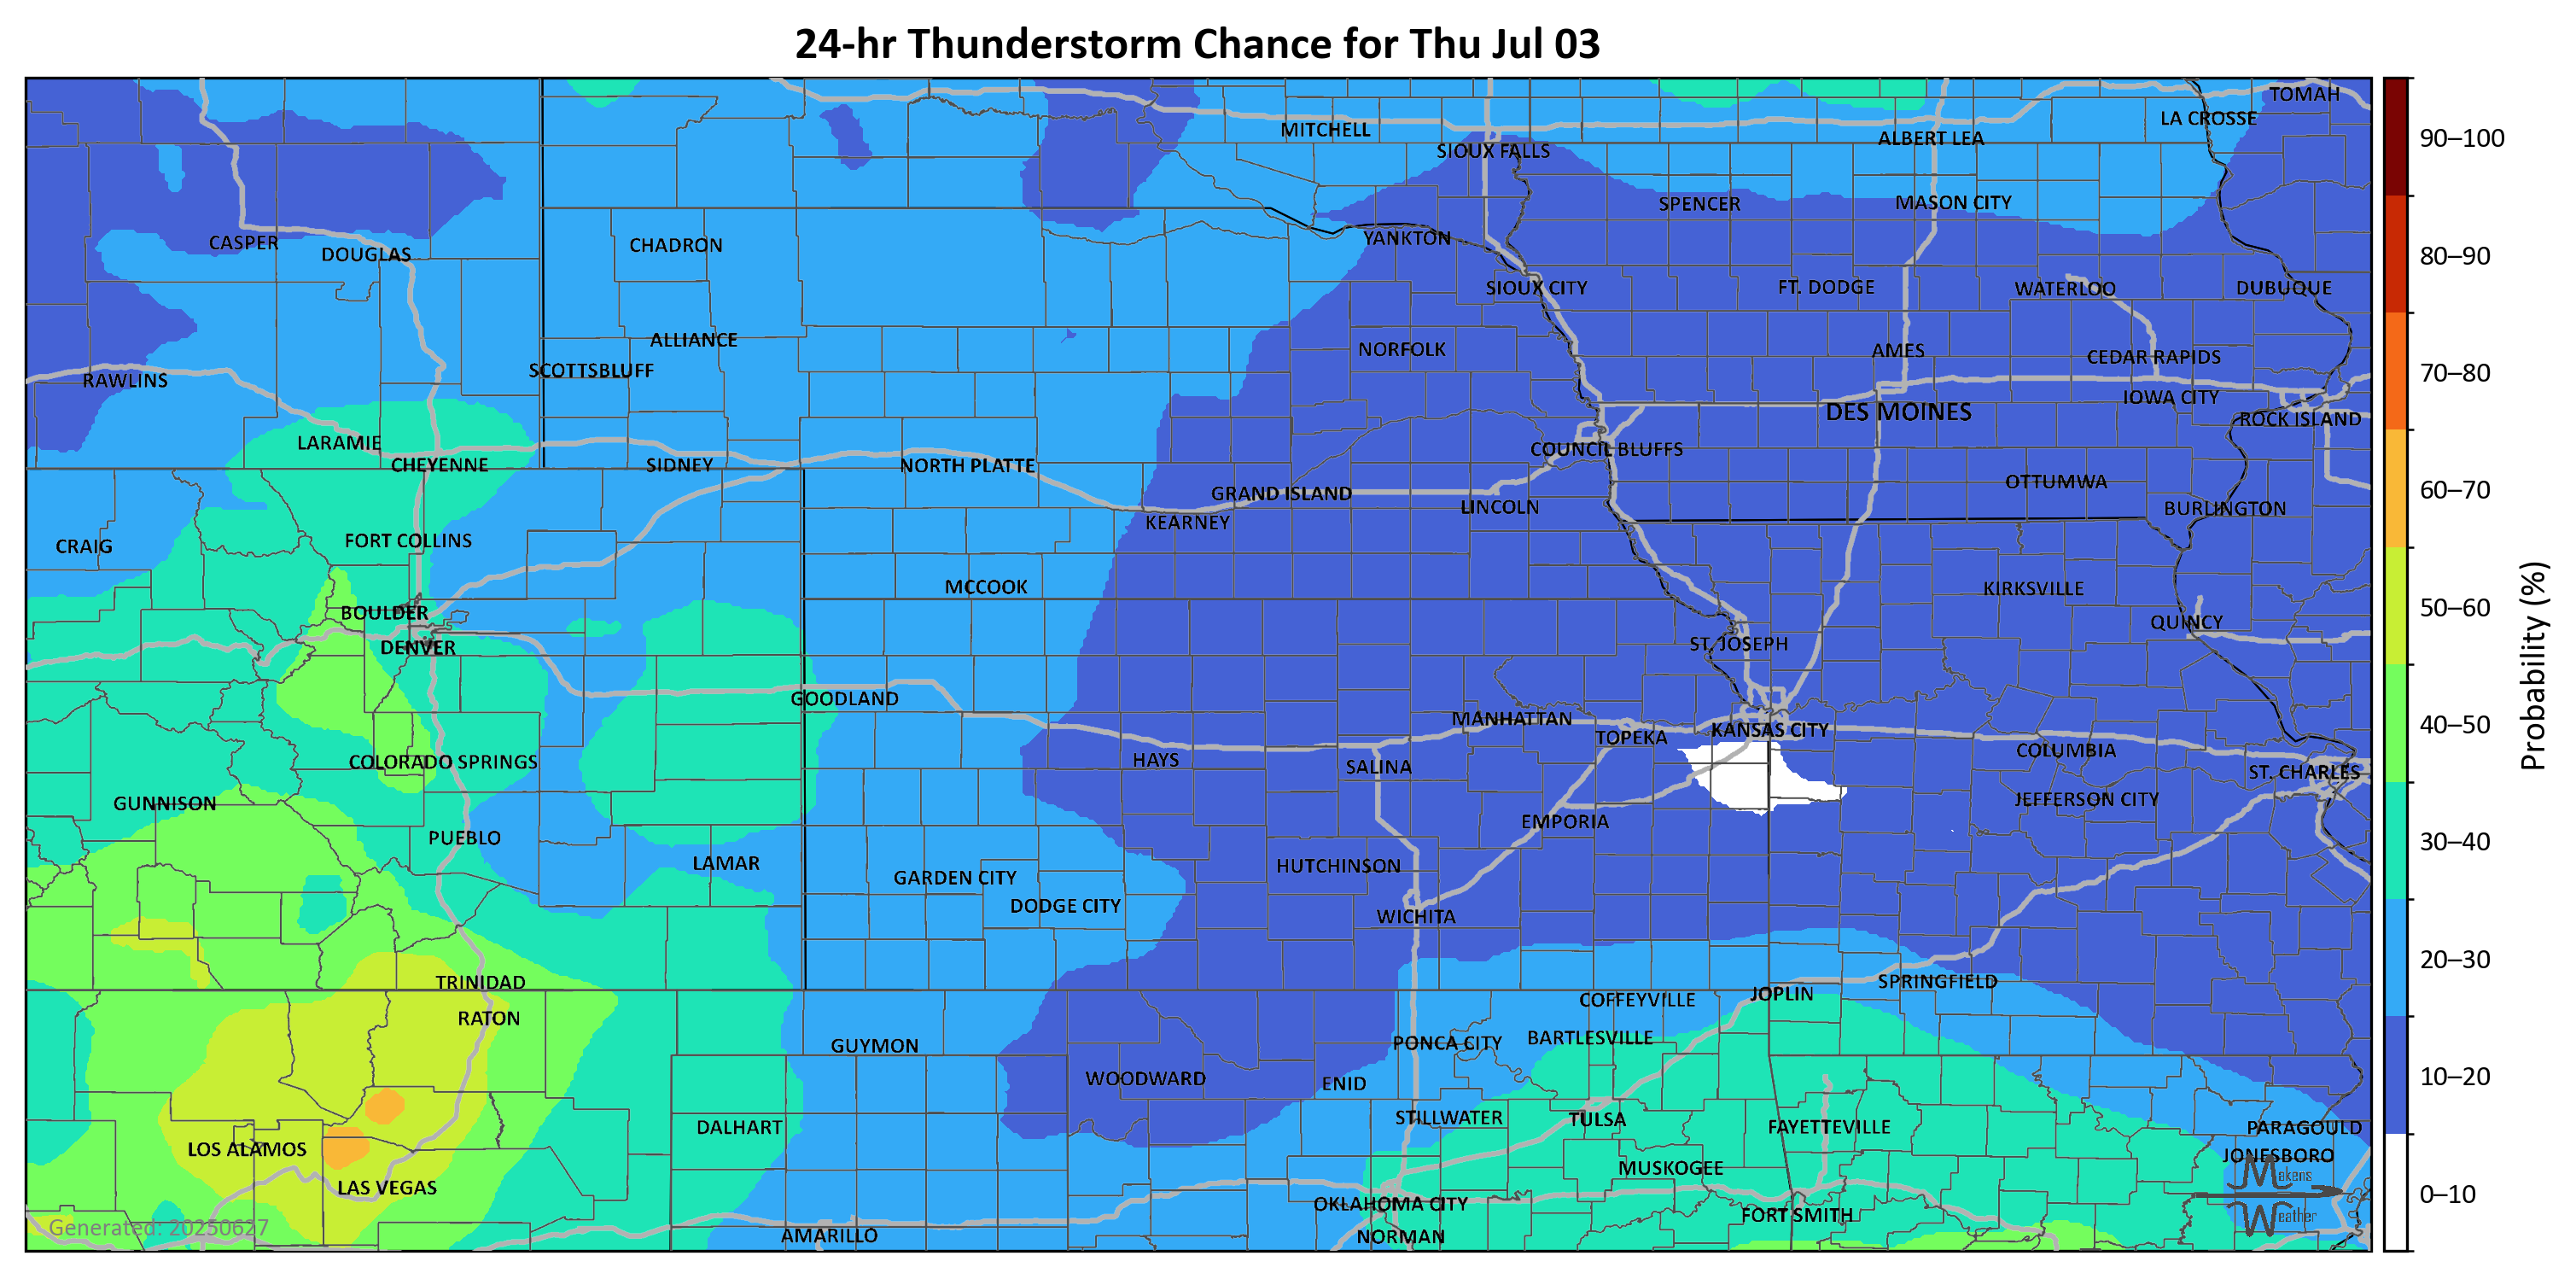 24-hr Thunderstorm Chance for Thu Jul 03
TOMAH
LA CROSSE
MITCHELL
ALBERT LEA
SIOUX FALLS
SPENCER
MASON CITY
CASPER
DOUGLAS
CHADRON
YANKTON
SIOUX CITY
FT. DODGE
WATERLOO
DUBUQUE
ALLIANCE
NORFOLK
AMES
CEDAR RAPIDS
SCOTTSBLUFF
RAWLINS
IOWA CITY
DES MOINES
ROCK ISLAND
LARAMIE
COUNCIL BLUFFS
CHEYENNE
SIDNEY
NORTH PLATTE
OTTUMWA
GRAND ISLAND
LINCOLN
BURLINGTON
KEARNEY
FORT COLLINS
CRAIG
MCCOOK
KIRKSVILLE
BOULDER
QUINCY
DENVER
ST. JOSEPH
GOODLAND
MANHATTAN
KANSAS CITY
TOPEKA
COLUMBIA
HAYS
COLORADO SPRINGS
SALINA
ST. CHARLES
GUNNISON
JEFFERSON CITY
EMPORIA
PUEBLO
LAMAR
HUTCHINSON
GARDEN CITY
DODGE CITY
WICHITA
TRINIDAD
SPRINGFIELD
JOPLIN
COFFEYVILLE
RATON
BARTLESVILLE
PONCA CITY
GUYMON
WOODWARD
ENID
STILLWATER
TULSA
DALHART
FAYETTEVILLE
PARAGOULD
LOS ALAMOS
JONESBORO
MUSKOGEE
LAS VEGAS
OKLAHOMA CITY
FORT SMITH
AMARILLO
NORMAN
Generated: 20250627
Makens
Weather
90–100
80–90
70–80
60–70
50–60
40–50
30–40
20–30
10–20
0–10
Probability (%)